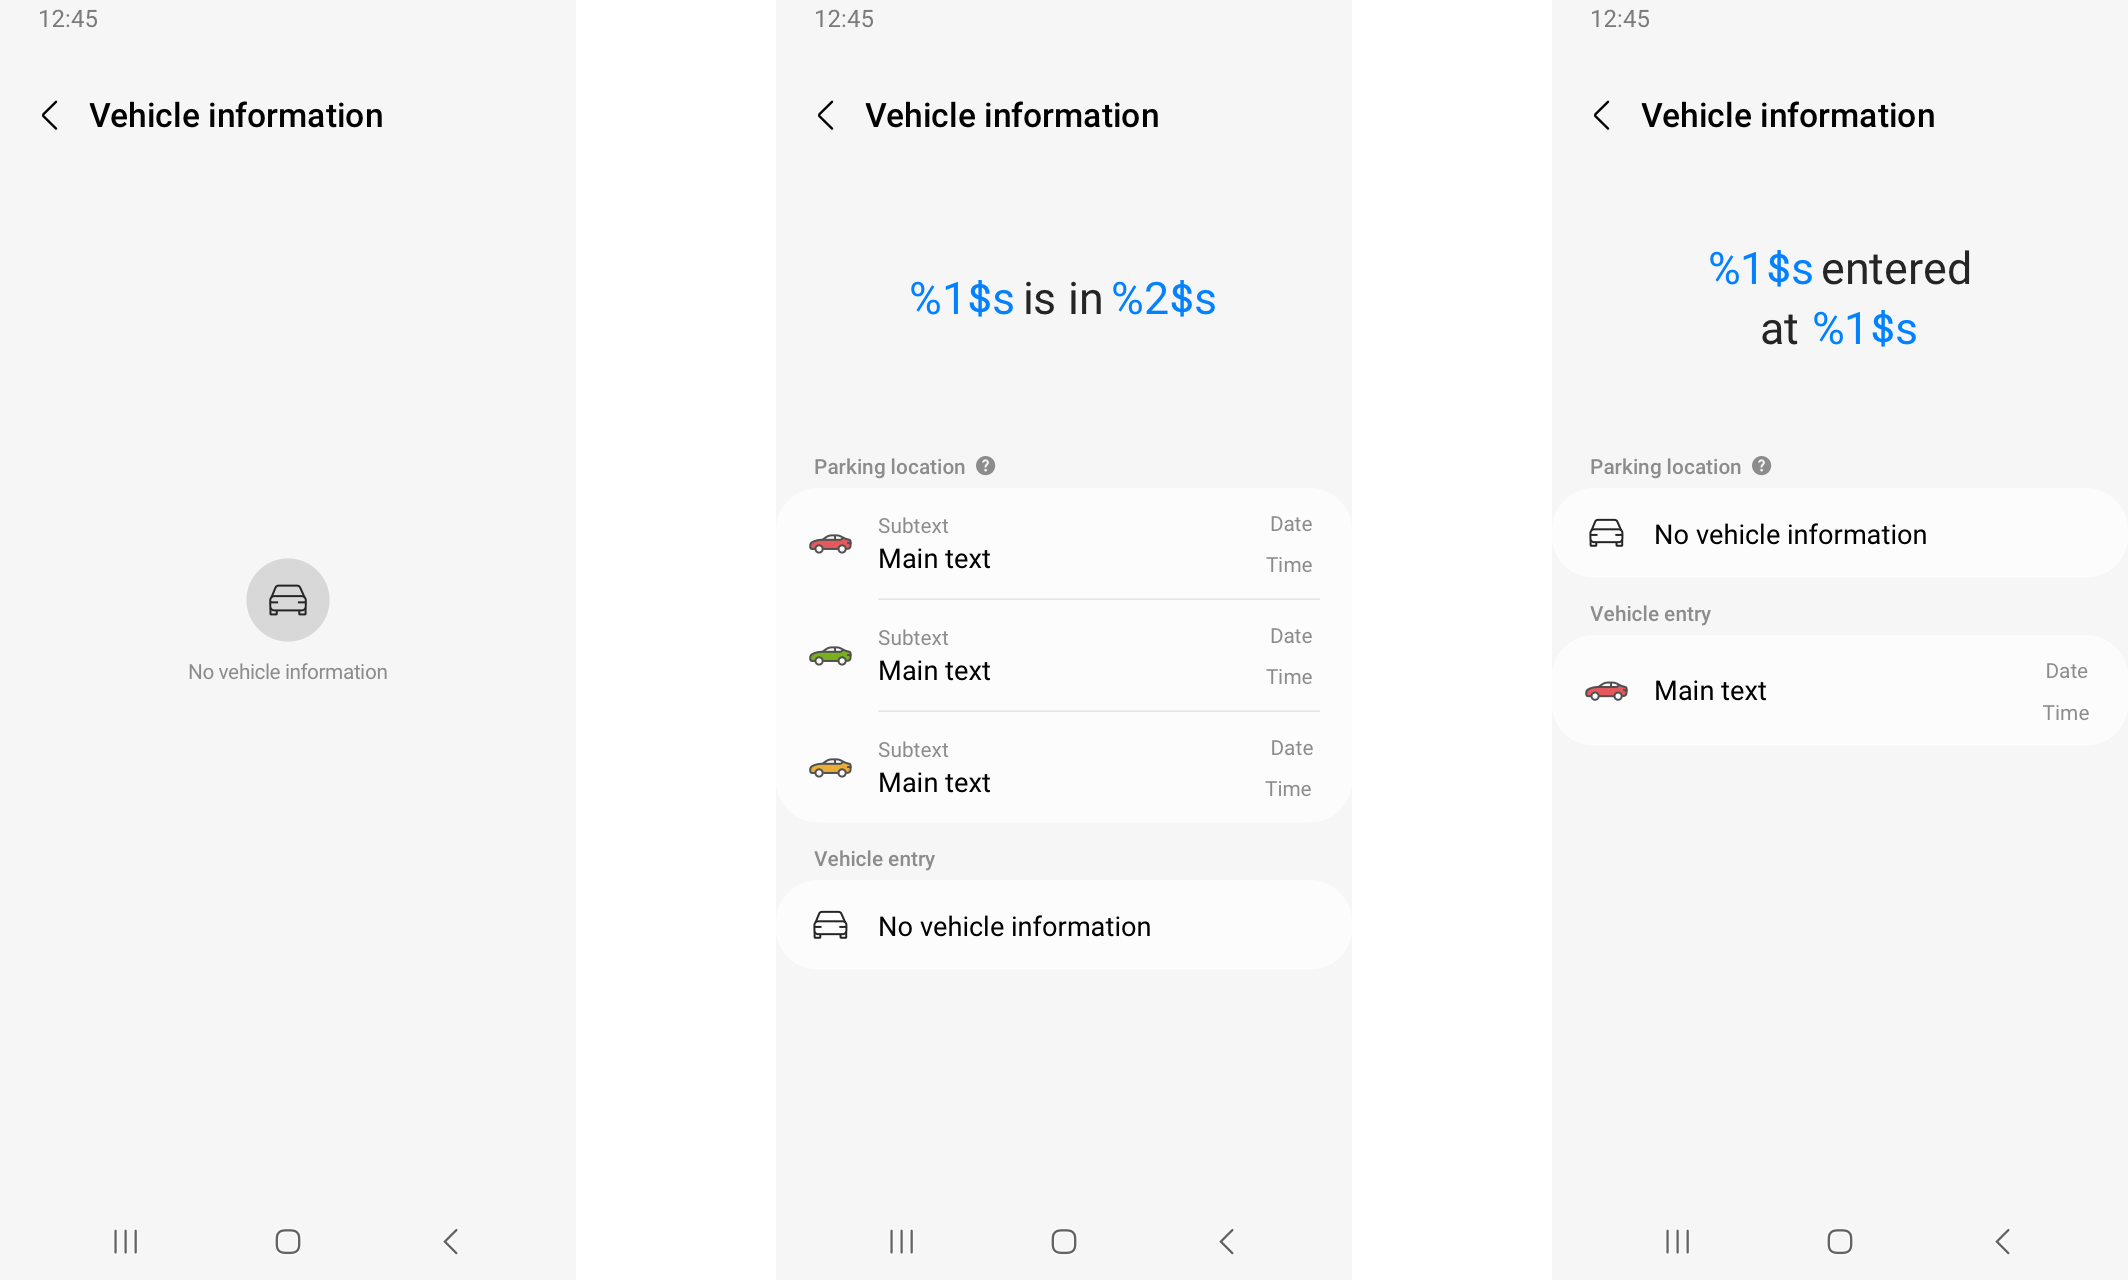 12:45
Vehicle information
No vehicle information
12:45
Vehicle information
%1$s is in %2$s
Parking location ?
Subtext
Main text
Date
Time
Subtext
Main text
Date
Time
Subtext
Main text
Date
Time
Vehicle entry
No vehicle information
12:45
Vehicle information
%1$s entered
at %1$s
Parking location ?
No vehicle information
Vehicle entry
Main text
Date
Time